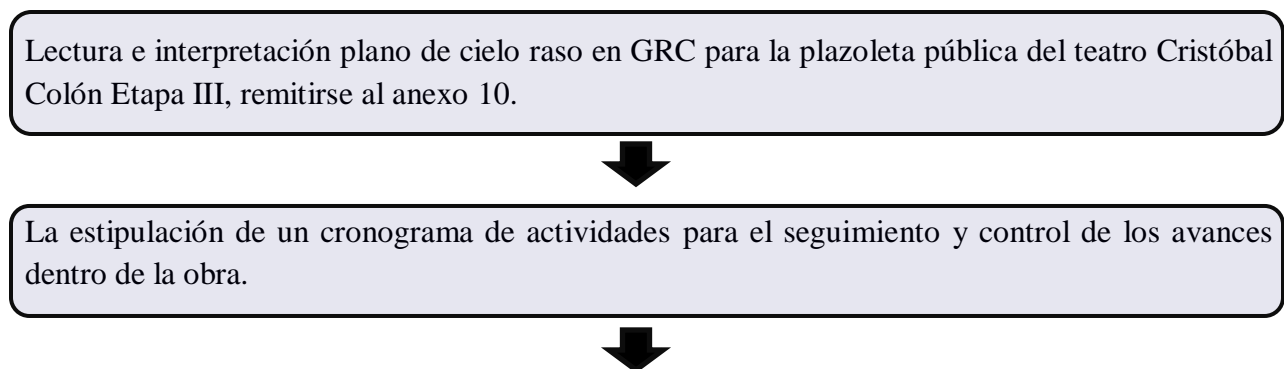 Lectura e interpretación plano de cielo raso en GRC para la plazoleta pública del teatro Cristóbal
Colón Etapa III, remitirse al anexo 10.
La estipulación de un cronograma de actividades para el seguimiento y control de los avances
dentro de la obra.